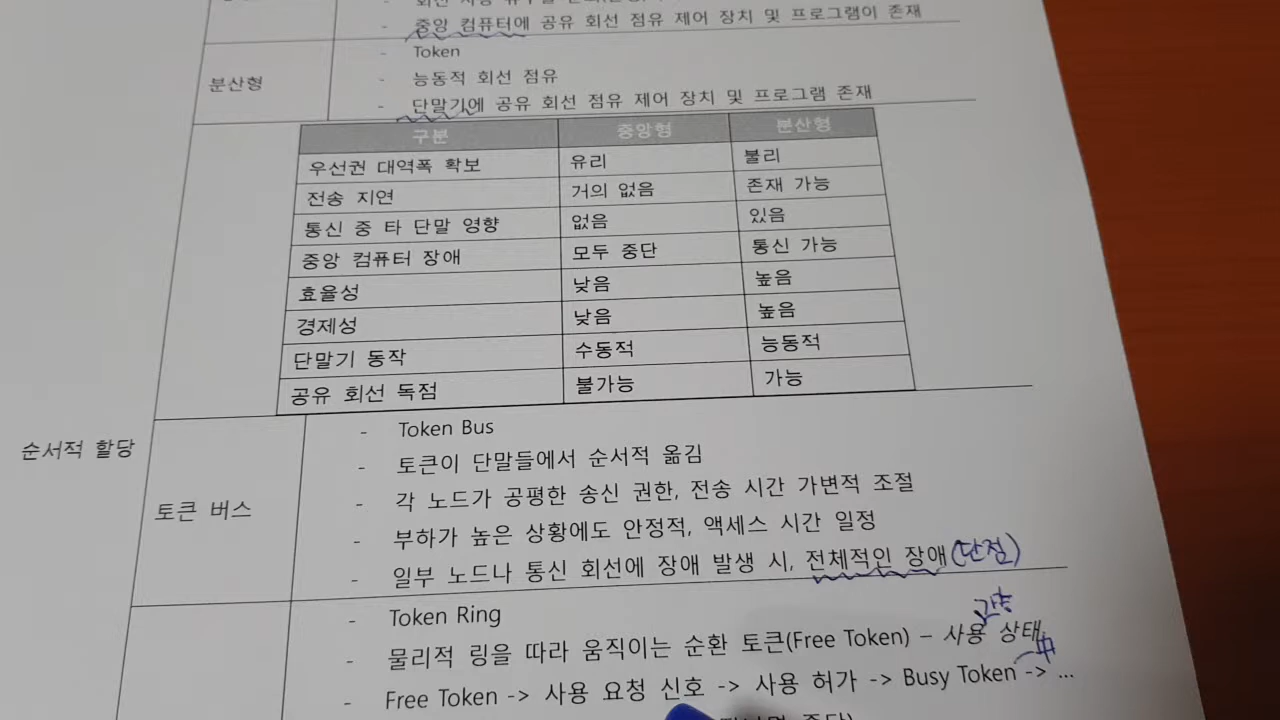 - 중앙 컴퓨터에 공유 회선 점유 제어 장치 및 프로그램이 존재
분산형
- Token
- 능동적 회선 점유
- 단말기에 공유 회선 점유 제어 장치 및 프로그램 존재
구분 중앙형 분산형
우선권 대역폭 확보 유리 불리
전송 지연 거의 없음 존재 가능
통신 중 타 단말 영향 없음 있음
중앙 컴퓨터 장애 모두 중단 통신 가능
효율성 낮음 높음
경제성 낮음 높음
단말기 동작 수동적 능동적
공유 회선 독점 불가능 가능
순서적 할당
토큰 버스
- Token Bus
- 토큰이 단말들에서 순서적 옮김
- 각 노드가 공평한 송신 권한, 전송 시간 가변적 조절
- 부하가 높은 상황에도 안정적, 액세스 시간 일정
- 일부 노드나 통신 회선에 장애 발생 시, 전체적인 장애(단점)
- Token Ring
가능
- 물리적 링을 따라 움직이는 순환 토큰(Free Token) – 사용 상태,
- Free Token -> 사용 요청 신호 -> 사용 허가 -> Busy Token -> ...